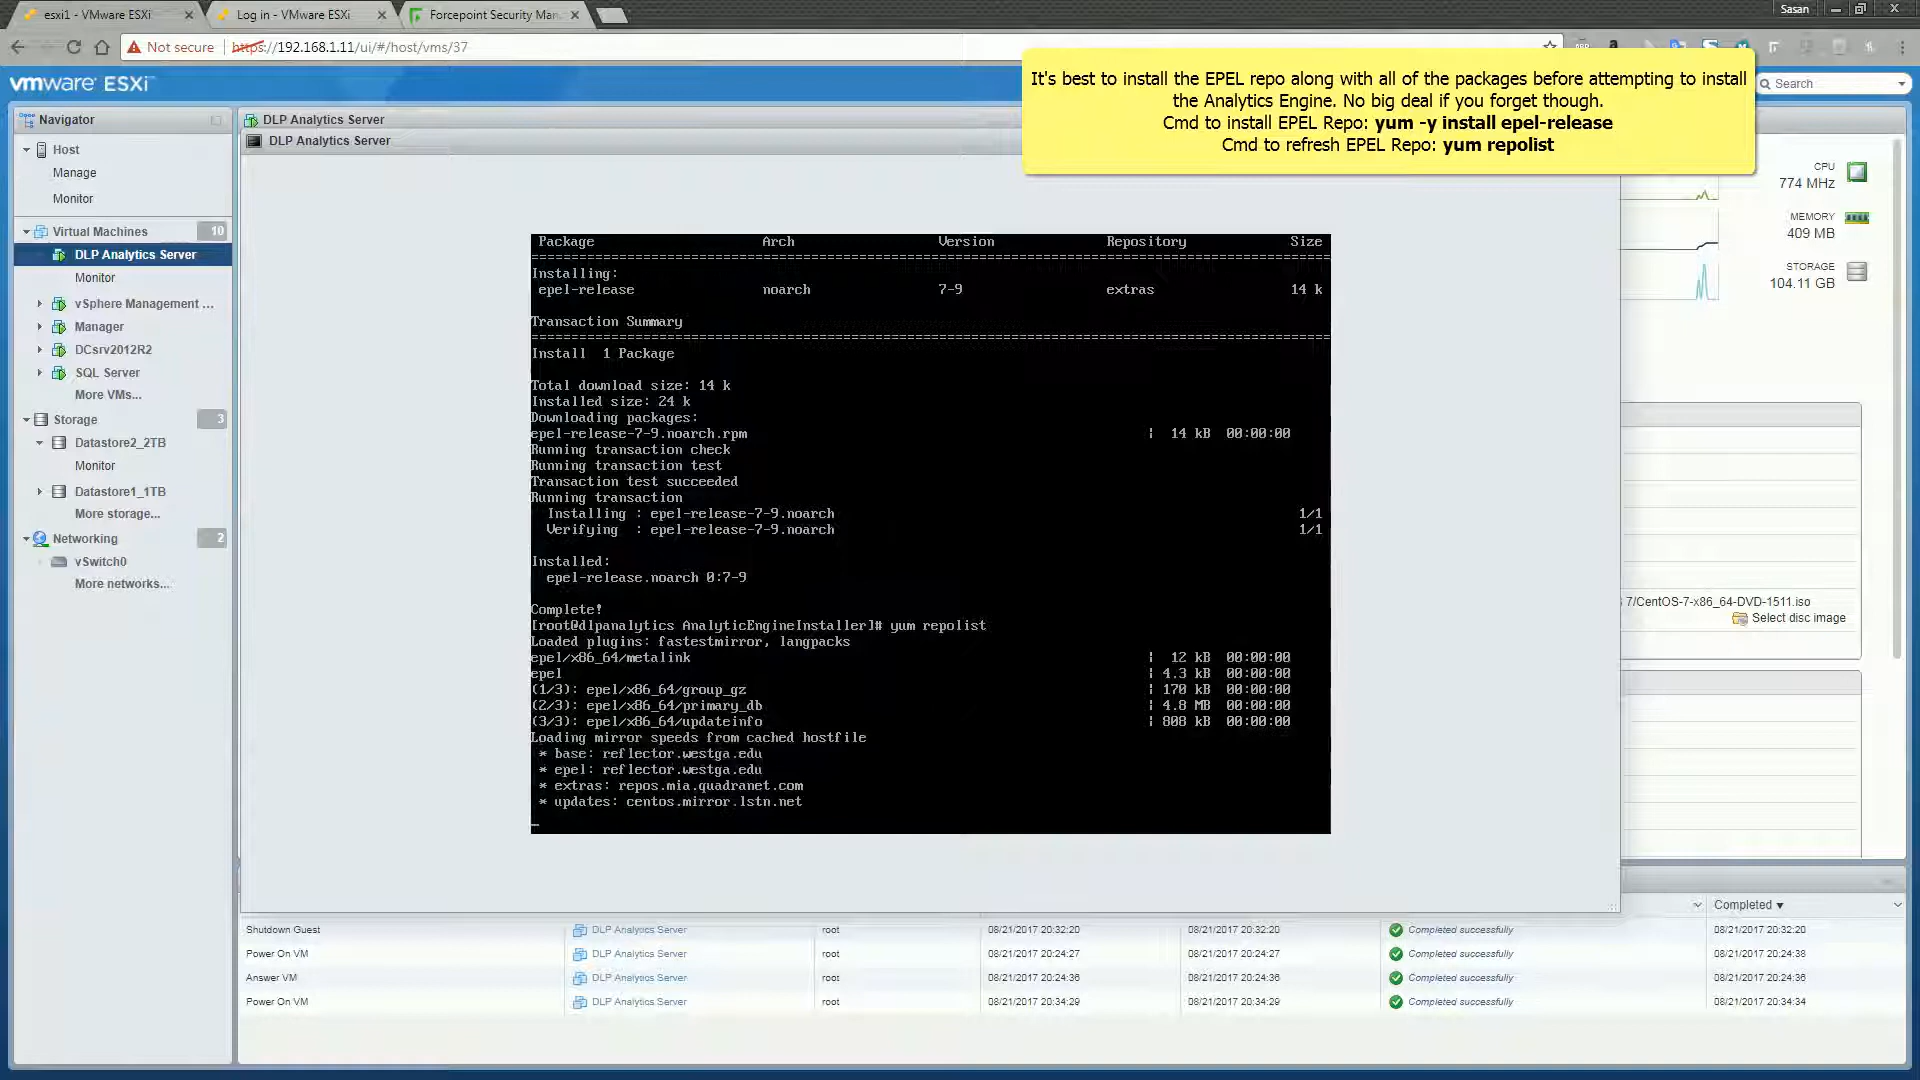 esxi1 - VMware ESXi
Log in - VMware ESXi
Forcepoint Security Man
Sasan
Not secure
https://192.168.1.11/ui/#/host/vms/37
It's best to install the EPEL repo along with all of the packages before attempting to install
the Analytics Engine. No big deal if you forget though.
Cmd to install EPEL Repo: yum -y install epel-release
Cmd to refresh EPEL Repo: yum repolist
vmware ESXi
Search
Navigator
Host
Manage
Monitor
Virtual Machines 10
DLP Analytics Server
Monitor
vSphere Management ...
Manager
DCsrv2012R2
SQL Server
More VMs...
Storage 3
Datastore2_2TB
Monitor
Datastore1_1TB
More storage...
Networking 2
vSwitch0
More networks...
DLP Analytics Server
DLP Analytics Server
CPU
774 MHz
MEMORY
409 MB
STORAGE
104.11 GB
7/CentOS-7-x86_64-DVD-1511.iso
Select disc image
Package Arch Version Repository Size
================================================================================
Installing:
epel-release noarch 7-9 extras 14 k
Transaction Summary
================================================================================
Install 1 Package
Total download size: 14 k
Installed size: 24 k
Downloading packages:
epel-release-7-9.noarch.rpm | 14 kB 00:00:00
Running transaction check
Running transaction test
Transaction test succeeded
Running transaction
Installing : epel-release-7-9.noarch 1/1
Verifying : epel-release-7-9.noarch 1/1
Installed:
epel-release.noarch 0:7-9
Complete!
[root@dlpanalytics AnalyticEngineInstaller]# yum repolist
Loaded plugins: fastestmirror, langpacks
epel/x86_64/metalink | 12 kB 00:00:00
epel | 4.3 kB 00:00:00
(1/3): epel/x86_64/group_gz | 170 kB 00:00:00
(2/3): epel/x86_64/primary_db | 4.8 MB 00:00:00
(3/3): epel/x86_64/updateinfo | 808 kB 00:00:00
Loading mirror speeds from cached hostfile
* base: reflector.westga.edu
* epel: reflector.westga.edu
* extras: repos.mia.quadranet.com
* updates: centos.mirror.lstn.net
Completed ▼
Shutdown Guest DLP Analytics Server root 08/21/2017 20:32:20 08/21/2017 20:32:20 Completed successfully 08/21/2017 20:32:20
Power On VM DLP Analytics Server root 08/21/2017 20:24:27 08/21/2017 20:24:27 Completed successfully 08/21/2017 20:24:38
Answer VM DLP Analytics Server root 08/21/2017 20:24:36 08/21/2017 20:24:36 Completed successfully 08/21/2017 20:24:36
Power On VM DLP Analytics Server root 08/21/2017 20:34:29 08/21/2017 20:34:29 Completed successfully 08/21/2017 20:34:34